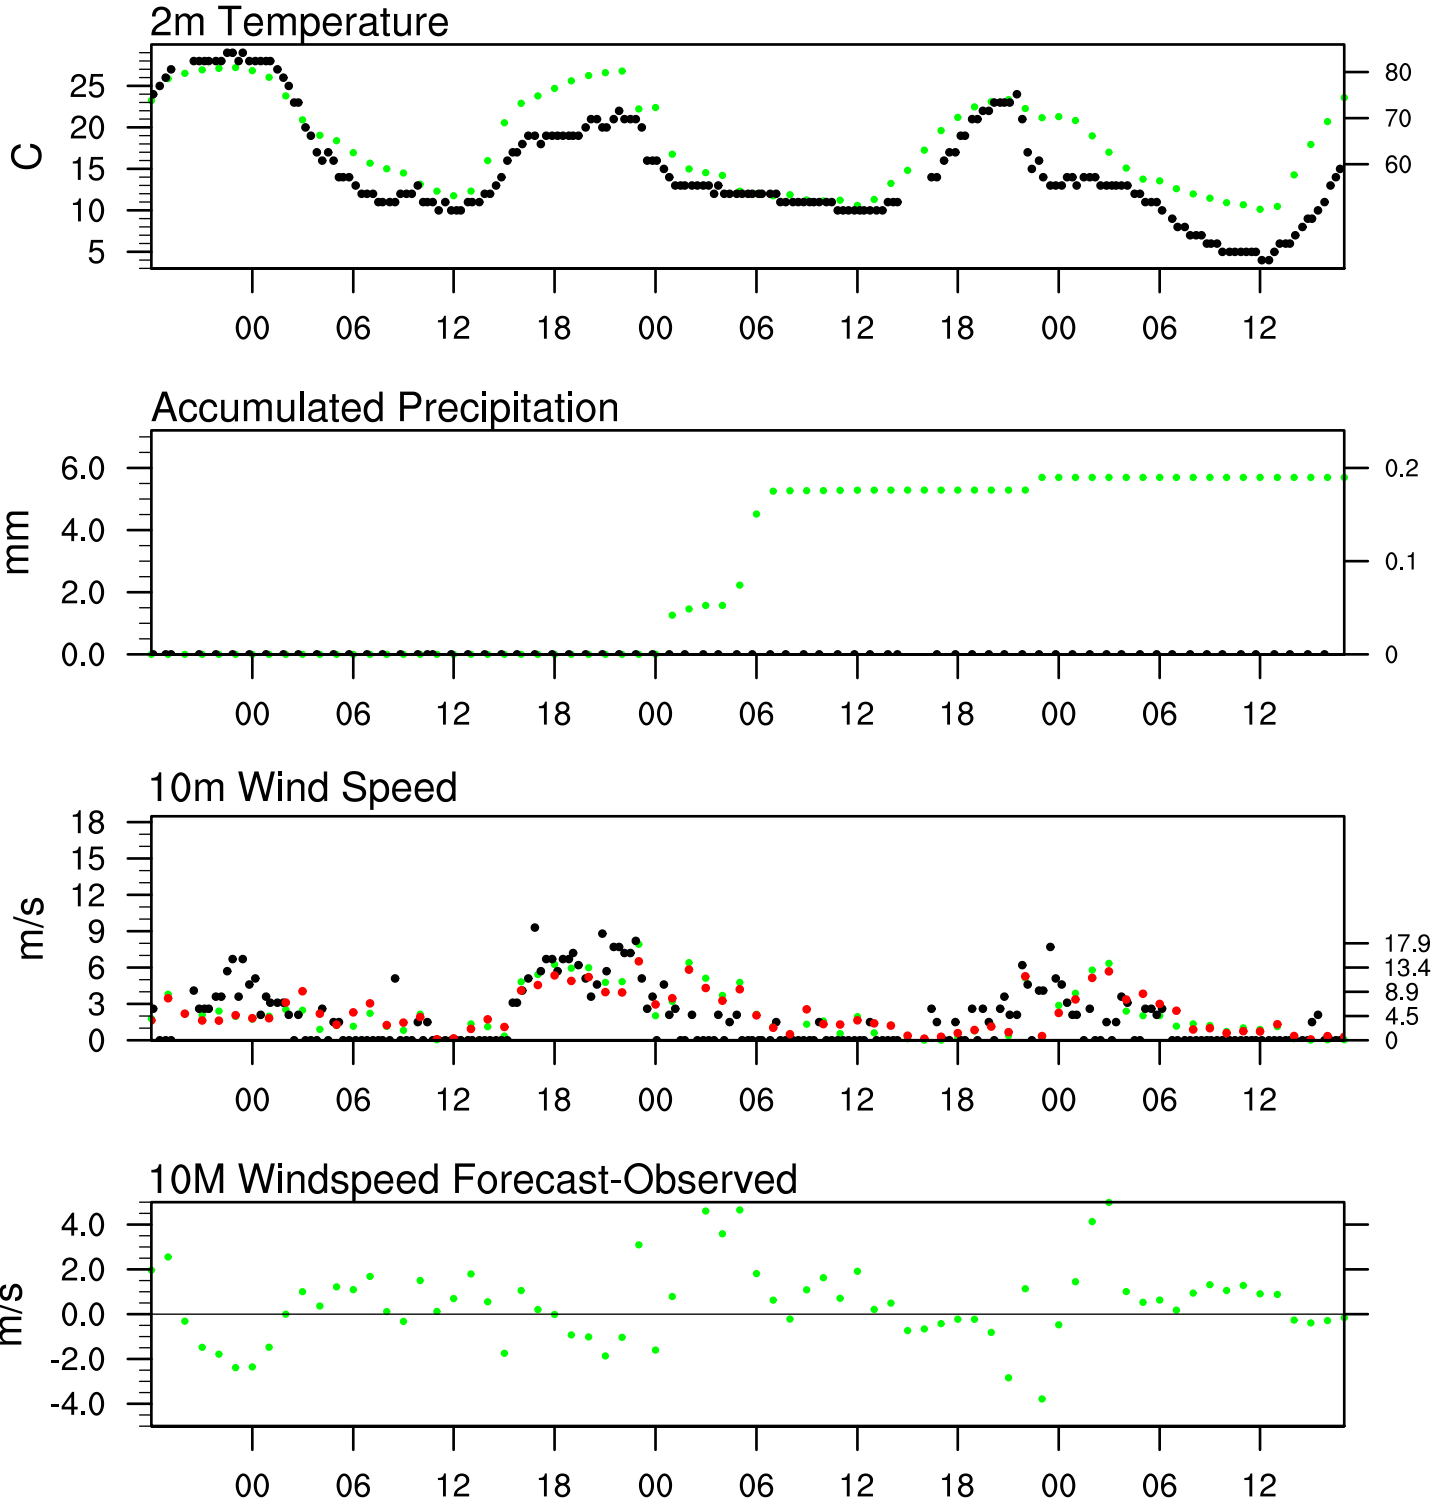 2m Temperature
C
25
20
15
10
5
80
70
60
00 06 12 18 00 06 12 18 00 06 12
Accumulated Precipitation
mm
6.0
4.0
2.0
0.0
0.2
0.1
0
00 06 12 18 00 06 12 18 00 06 12
10m Wind Speed
m/s
18
15
12
9
6
3
0
17.9
13.4
8.9
4.5
0
00 06 12 18 00 06 12 18 00 06 12
10M Windspeed Forecast-Observed
m/s
4.0
2.0
0.0
-2.0
-4.0
00 06 12 18 00 06 12 18 00 06 12